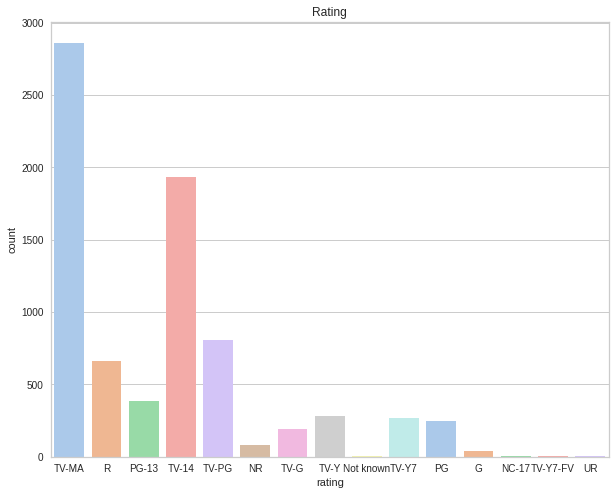 Rating
3000
2500
2000
1500
1000
500
0
count
TV-MA R PG-13 TV-14 TV-PG NR TV-G TV-Y Not known TV-Y7 PG G NC-17 TV-Y7-FV UR
rating